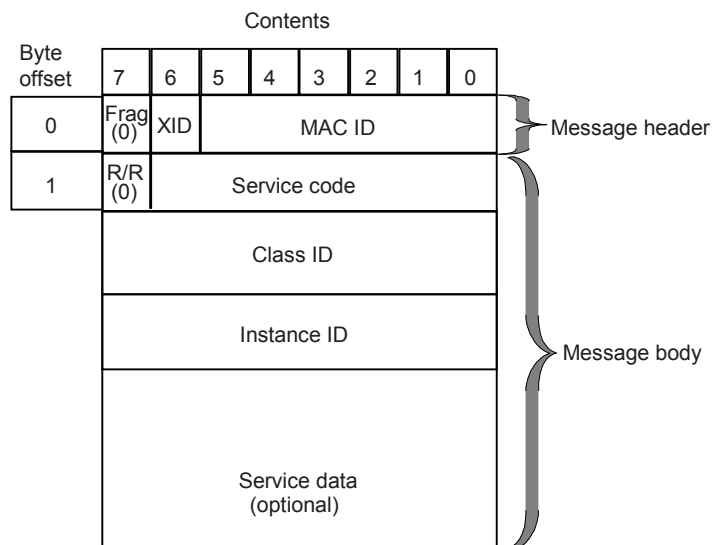 Contents
Byte
offset
7 6 5 4 3 2 1 0
0
Frag
(0)
XID
MAC ID
Message header
1
R/R
(0)
Service code
Class ID
Instance ID
Message body
Service data
(optional)